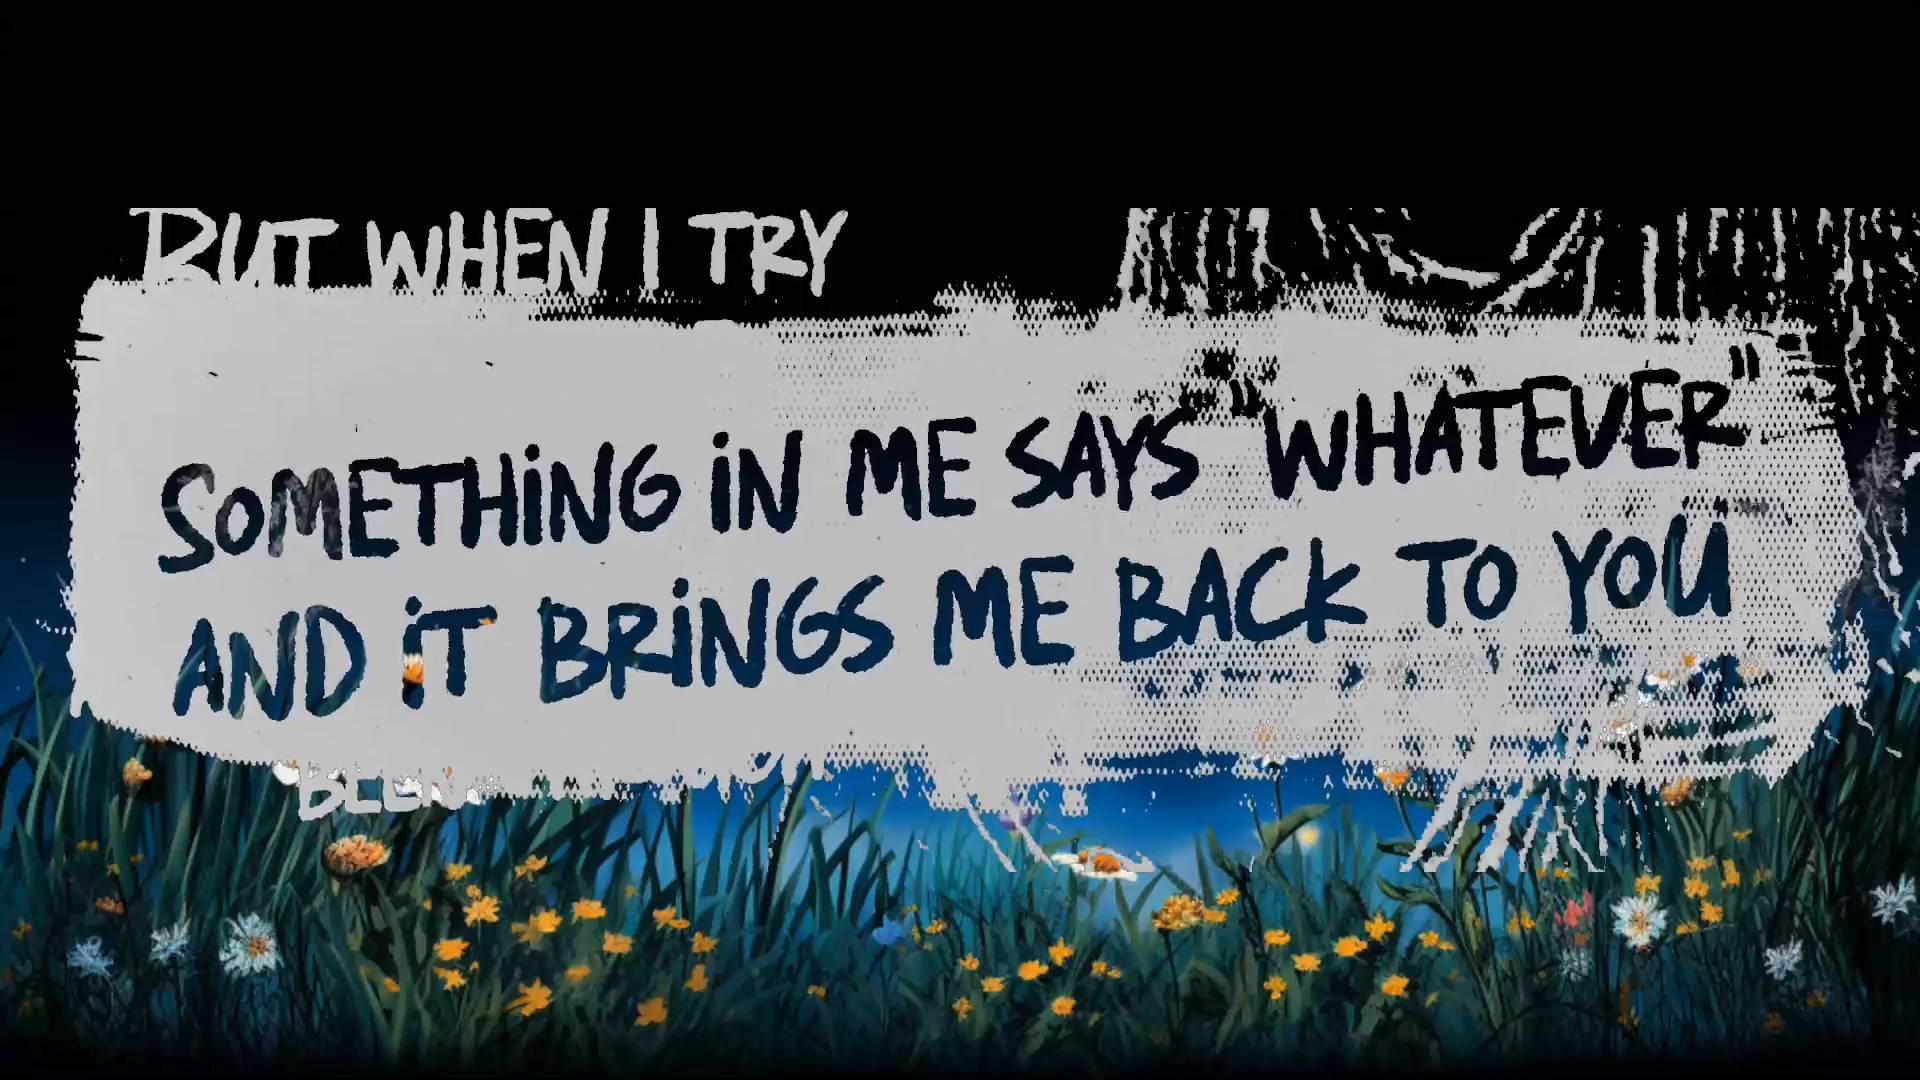 BUT WHEN I TRY
SOMETHING IN ME SAYS "WHATEVER"
AND IT BRINGS ME BACK TO YOU